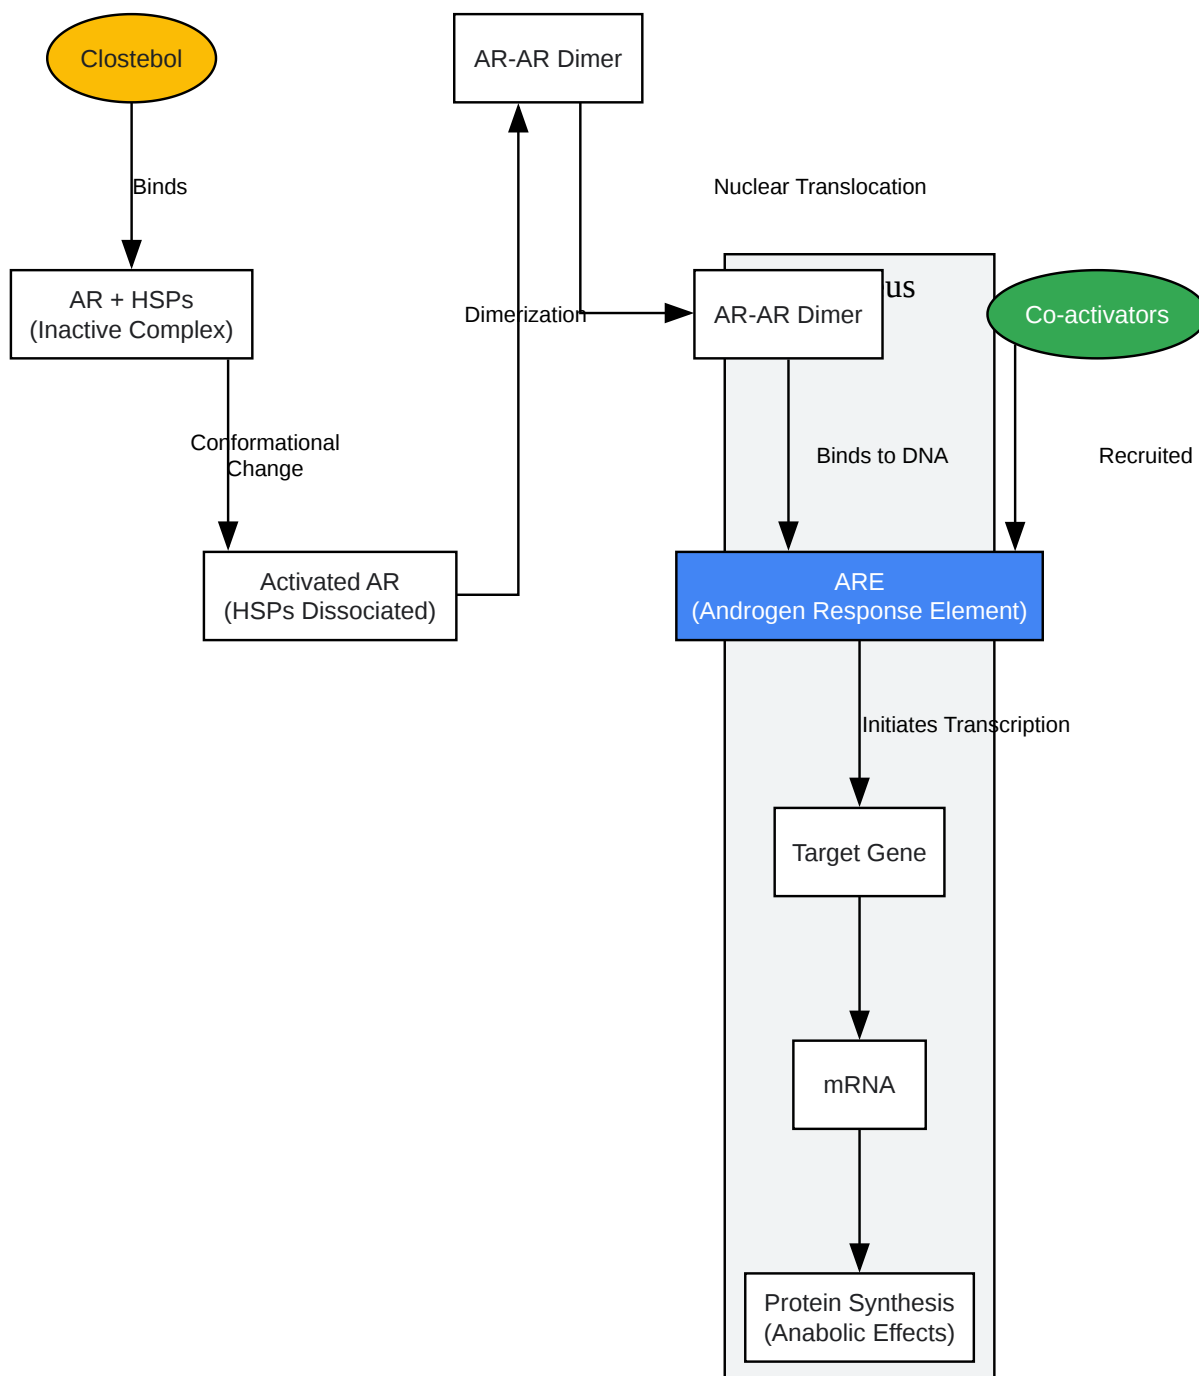 Clostebol
AR-AR Dimer
Binds
Nuclear Translocation
AR + HSPs
(Inactive Complex)
Dimerization
AR-AR Dimer
us
Co-activators
Conformational
Change
Binds to DNA
Recruited
Activated AR
(HSPs Dissociated)
ARE
(Androgen Response Element)
Initiates Transcription
Target Gene
mRNA
Protein Synthesis
(Anabolic Effects)